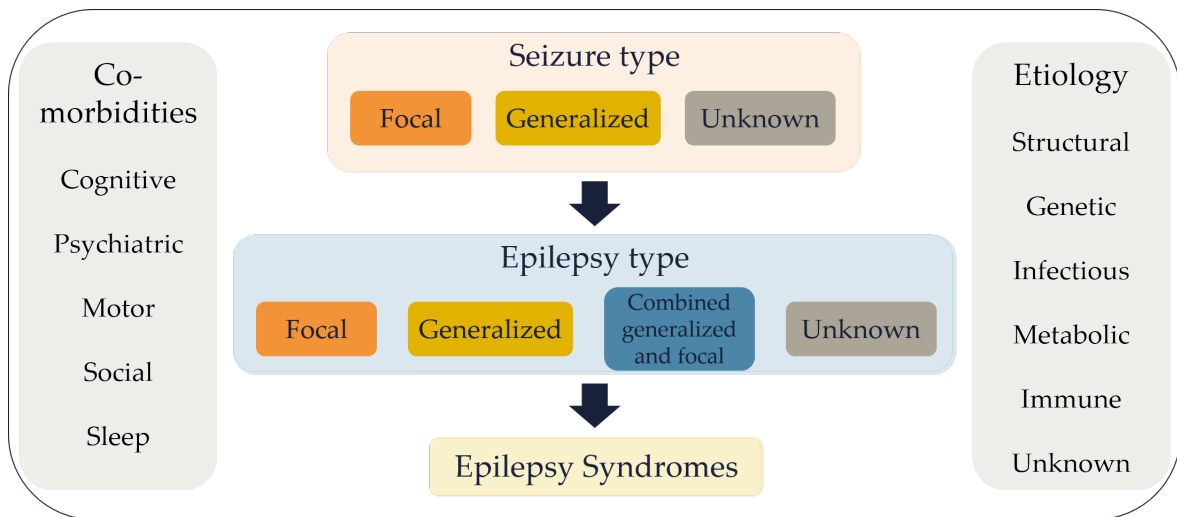 Co-
morbidities
Cognitive
Psychiatric
Motor
Social
Sleep
Seizure type
Focal
Generalized
Unknown
Epilepsy type
Focal
Generalized
Combined
generalized
and focal
Unknown
Epilepsy Syndromes
Etiology
Structural
Genetic
Infectious
Metabolic
Immune
Unknown